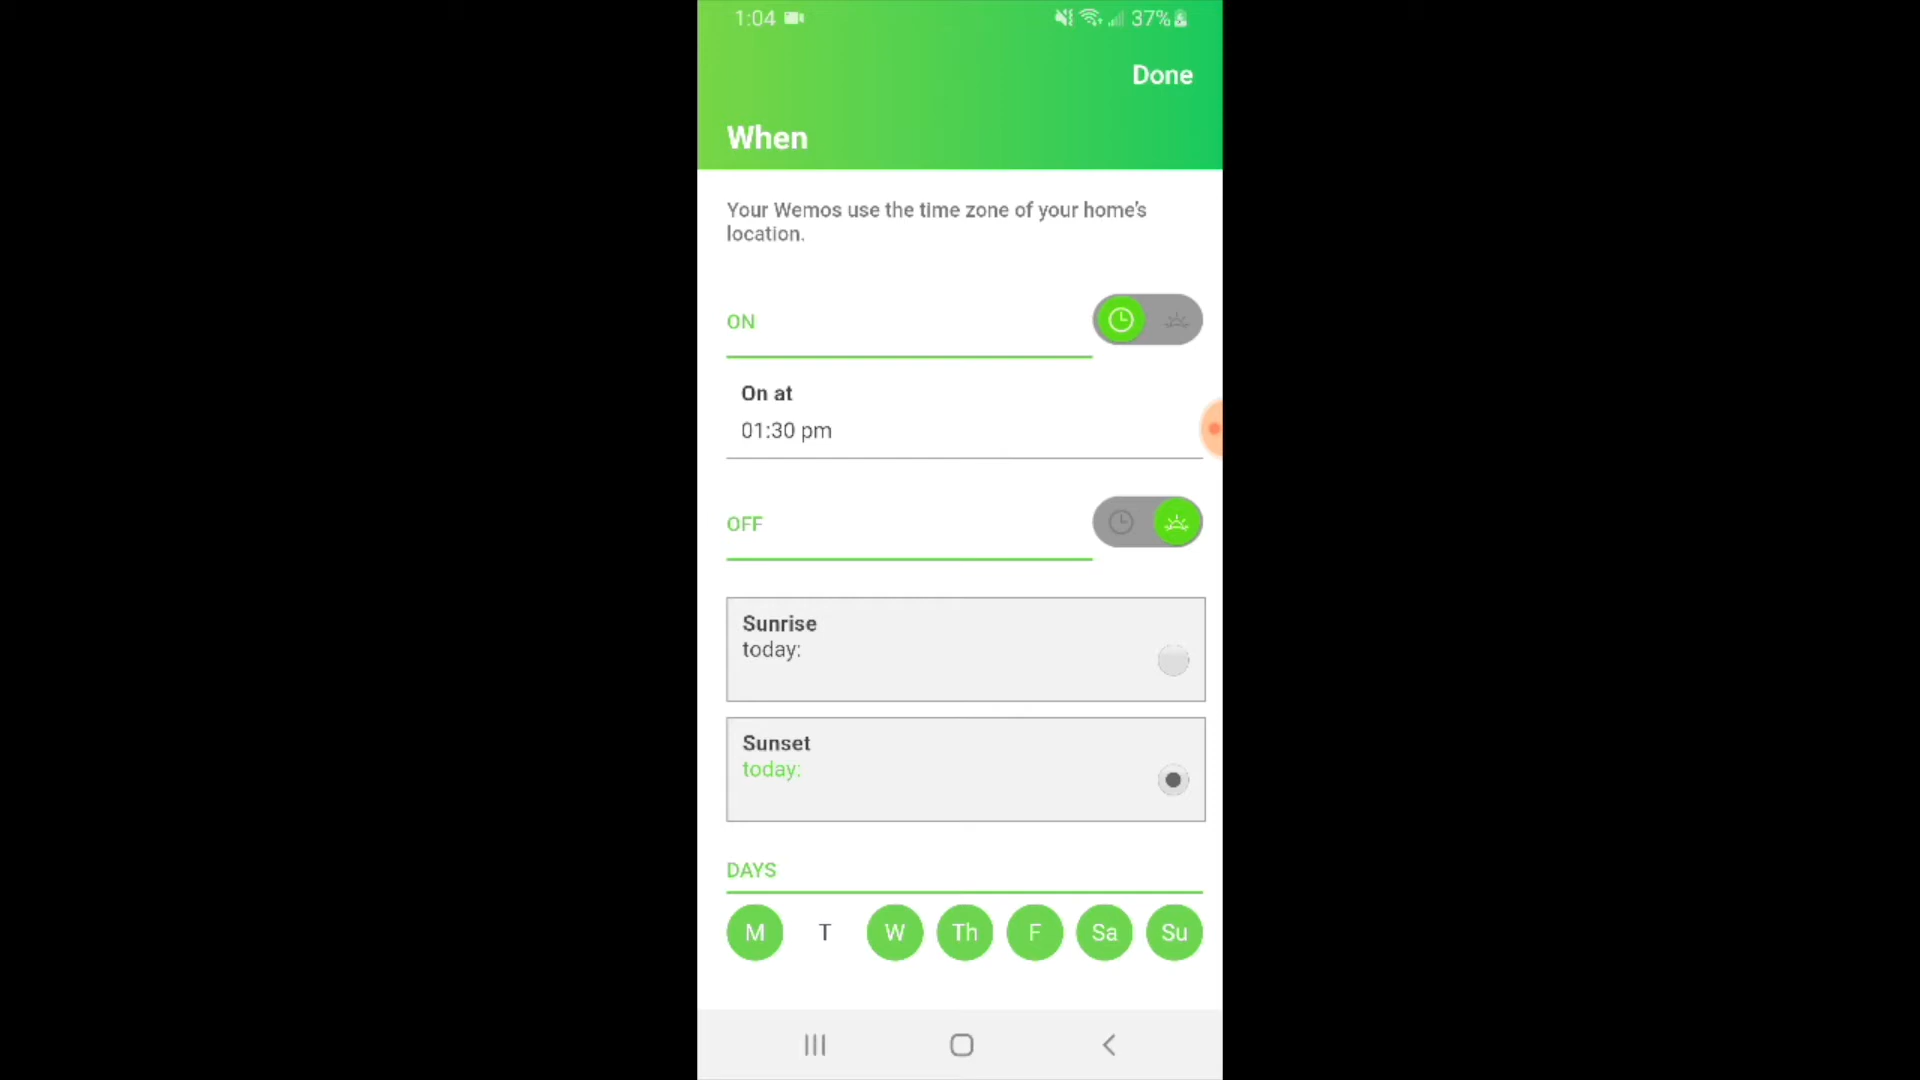 1:04
37%
Done
When
Your Wemos use the time zone of your home's
location.
ON
On at
01:30 pm
OFF
Sunrise
today:
Sunset
today:
DAYS
M T W Th F Sa Su